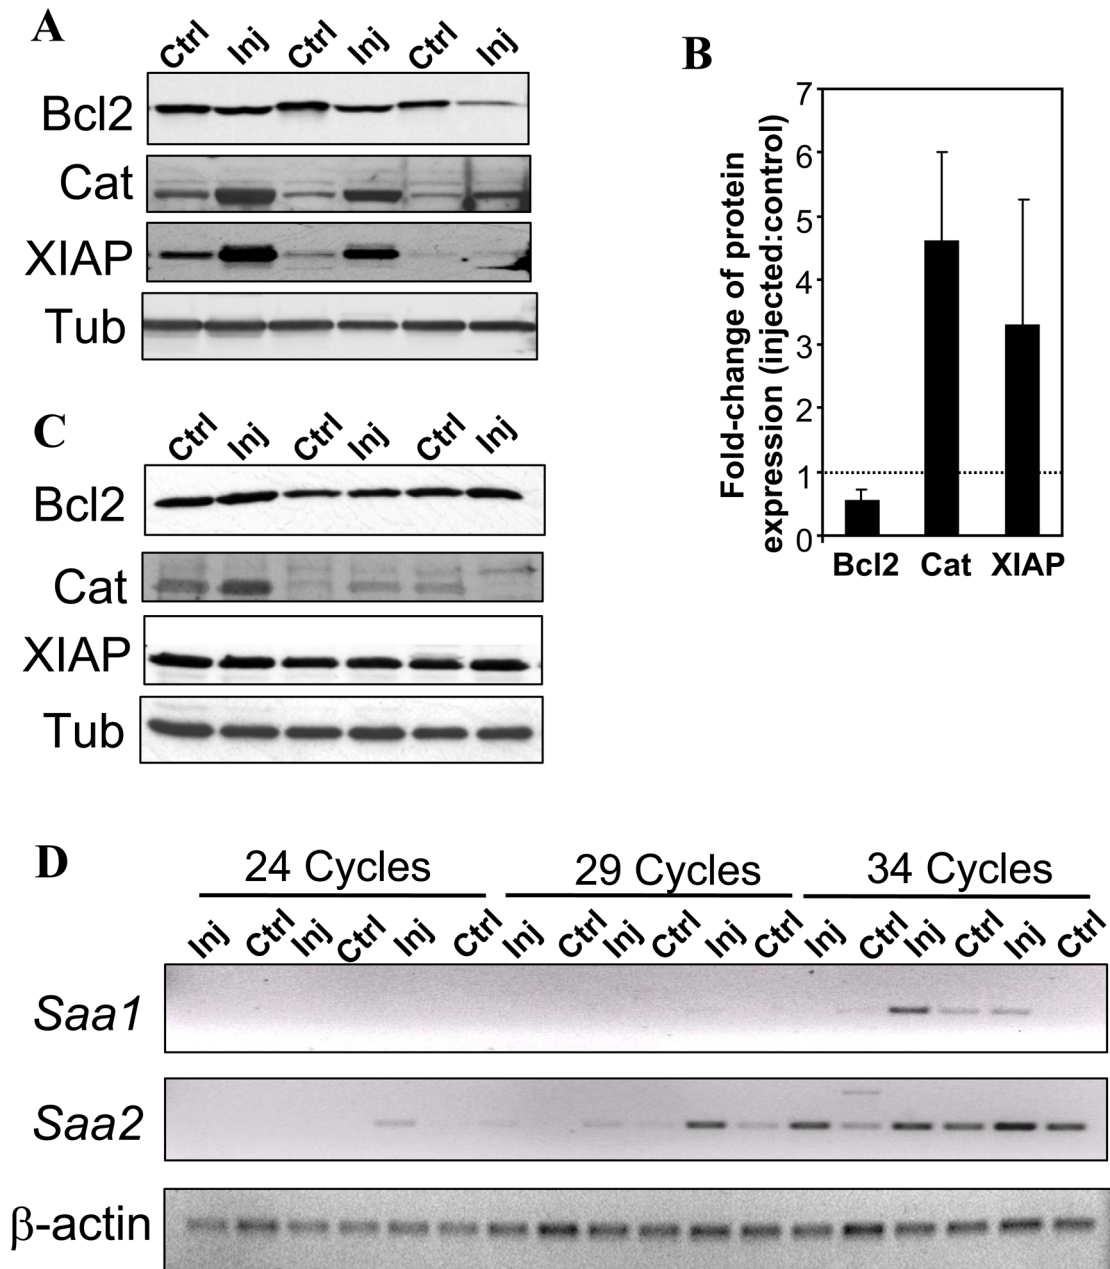 A
Ctrl Inj Ctrl Inj Ctrl Inj
Bcl2
Cat
XIAP
Tub
B
Fold-change of protein
expression (injected:control)
7
6
5
4
3
2
1
0
Bcl2 Cat XIAP
C
Ctrl Inj Ctrl Inj Ctrl Inj
Bcl2
Cat
XIAP
Tub
D
24 Cycles 29 Cycles 34 Cycles
Inj Ctrl Inj Ctrl Inj Ctrl Inj Ctrl Inj Ctrl Inj Ctrl Inj Ctrl Inj Ctrl Inj Ctrl
Saa1
Saa2
β-actin